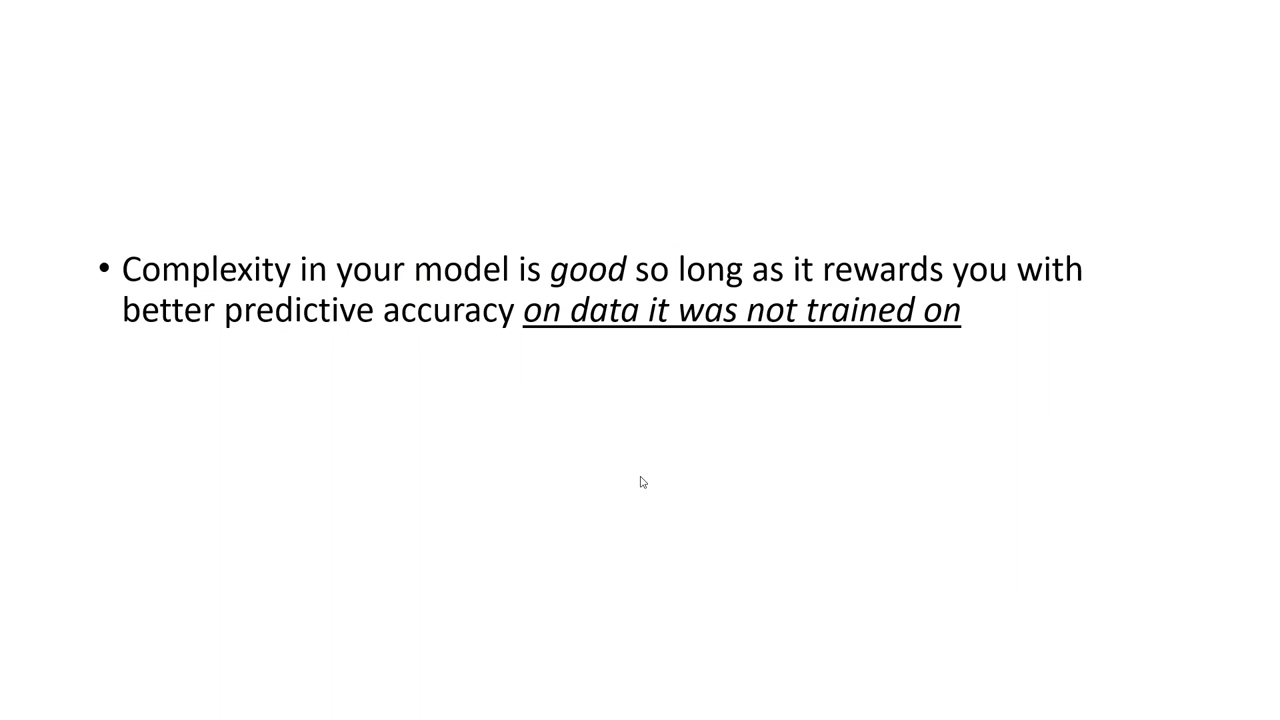 • Complexity in your model is good so long as it rewards you with
better predictive accuracy on data it was not trained on